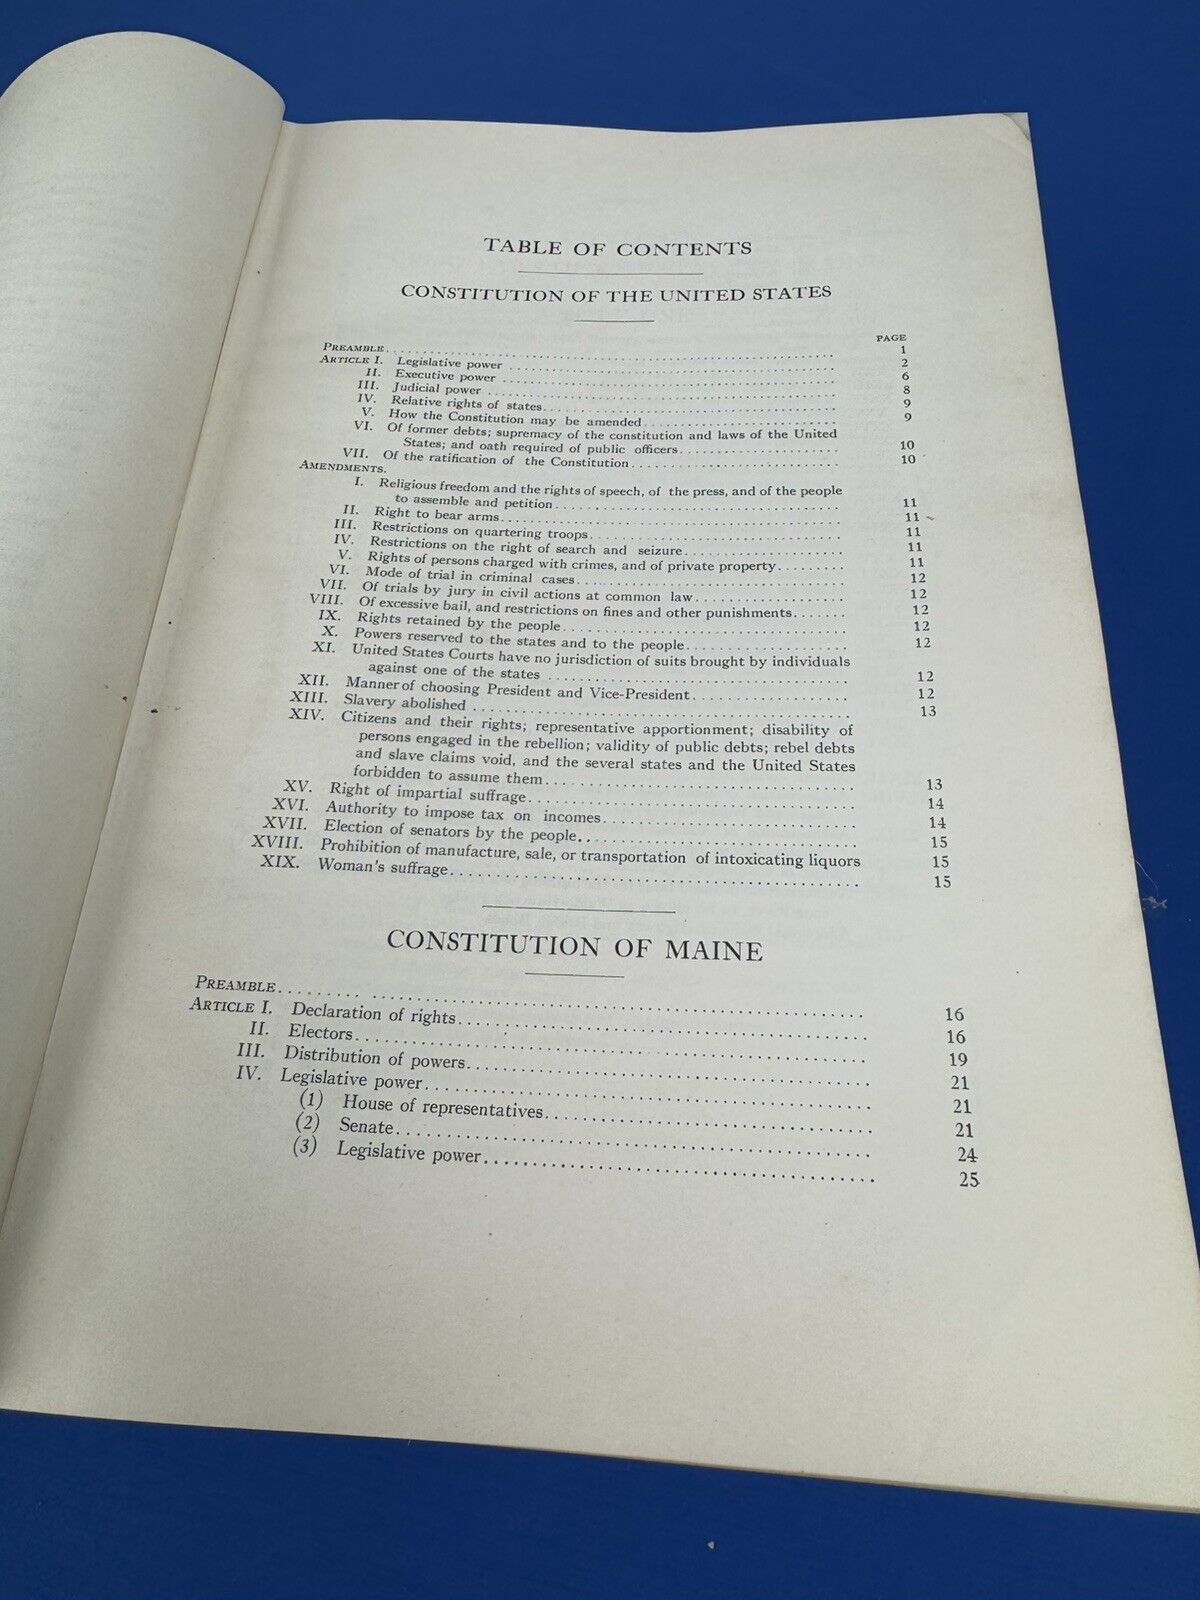 TABLE OF CONTENTS
CONSTITUTION OF THE UNITED STATES
PAGE
PREAMBLE 1
ARTICLE I. Legislative power 2
II. Executive power 6
III. Judicial power 8
IV. Relative rights of states 9
V. How the Constitution may be amended 9
VI. Of former debts; supremacy of the constitution and laws of the United
States; and oath required of public officers 10
VII. Of the ratification of the Constitution 10
AMENDMENTS.
I. Religious freedom and the rights of speech, of the press, and of the people
to assemble and petition 11
II. Right to bear arms 11
III. Restrictions on quartering troops 11
IV. Restrictions on the right of search and seizure 11
V. Rights of persons charged with crimes, and of private property 11
VI. Mode of trial in criminal cases 12
VII. Of trials by jury in civil actions at common law 12
VIII. Of excessive bail, and restrictions on fines and other punishments 12
IX. Rights retained by the people 12
X. Powers reserved to the states and to the people 12
XI. United States Courts have no jurisdiction of suits brought by individuals
against one of the states 12
XII. Manner of choosing President and Vice-President 12
XIII. Slavery abolished 13
XIV. Citizens and their rights; representative apportionment; disability of
persons engaged in the rebellion; validity of public debts; rebel debts
and slave claims void, and the several states and the United States
forbidden to assume them 13
XV. Right of impartial suffrage 14
XVI. Authority to impose tax on incomes 14
XVII. Election of senators by the people 15
XVIII. Prohibition of manufacture, sale, or transportation of intoxicating liquors 15
XIX. Woman's suffrage 15
CONSTITUTION OF MAINE
PREAMBLE 16
ARTICLE I. Declaration of rights 16
II. Electors 19
III. Distribution of powers 21
IV. Legislative power 21
(1) House of representatives 21
(2) Senate 24
(3) Legislative power 25